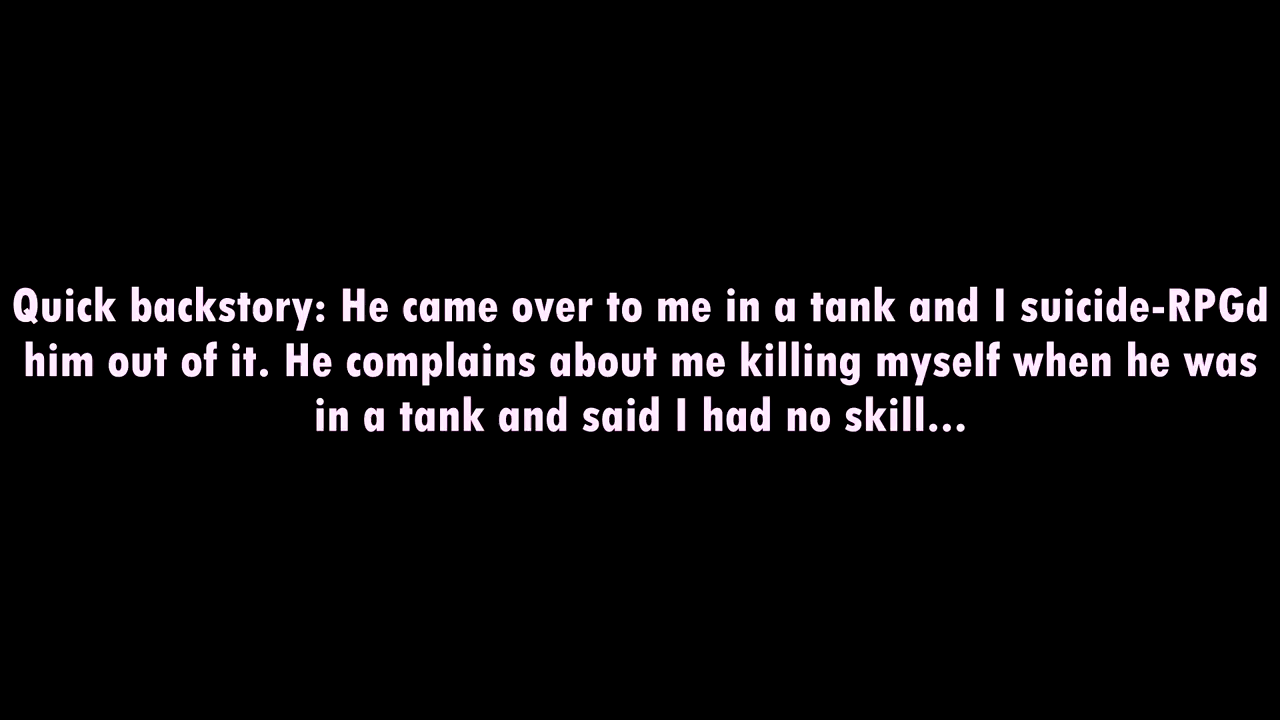 Quick backstory: He came over to me in a tank and I suicide-RPGd
him out of it. He complains about me killing myself when he was
in a tank and said I had no skill...